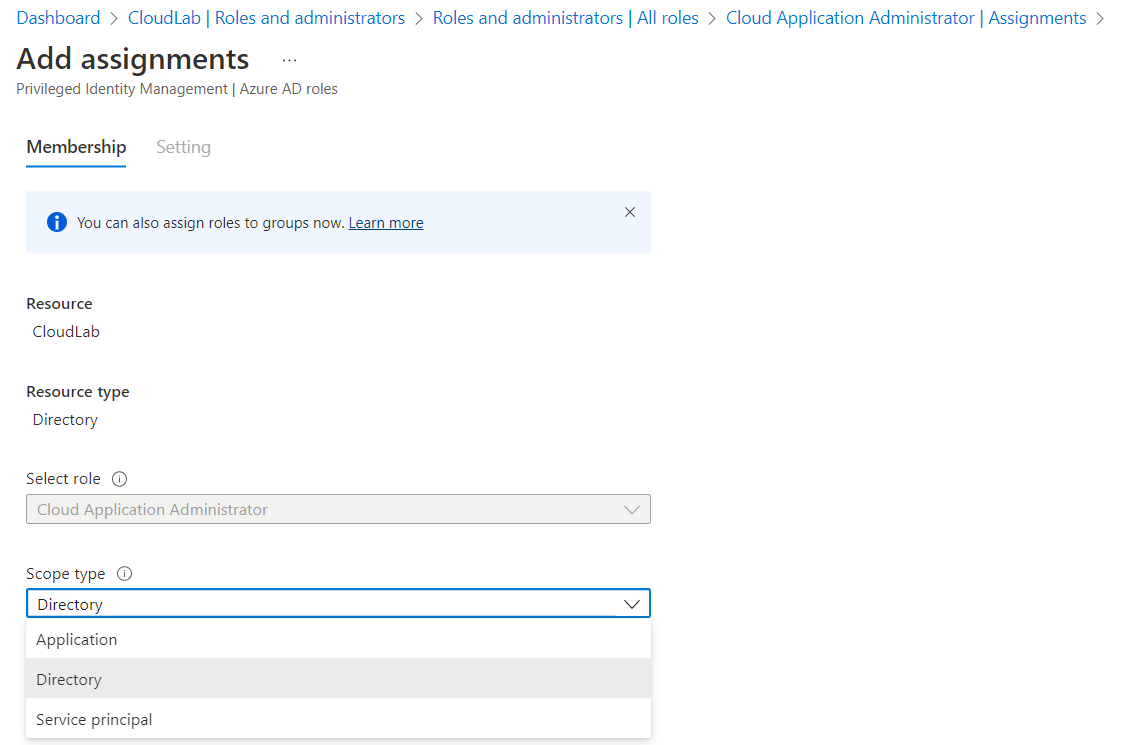 Dashboard > CloudLab | Roles and administrators > Roles and administrators | All roles > Cloud Application Administrator | Assignments >
Add assignments ...
Privileged Identity Management | Azure AD roles
Membership Setting
You can also assign roles to groups now. Learn more
Resource
CloudLab
Resource type
Directory
Select role
Cloud Application Administrator
Scope type
Directory
Application
Directory
Service principal